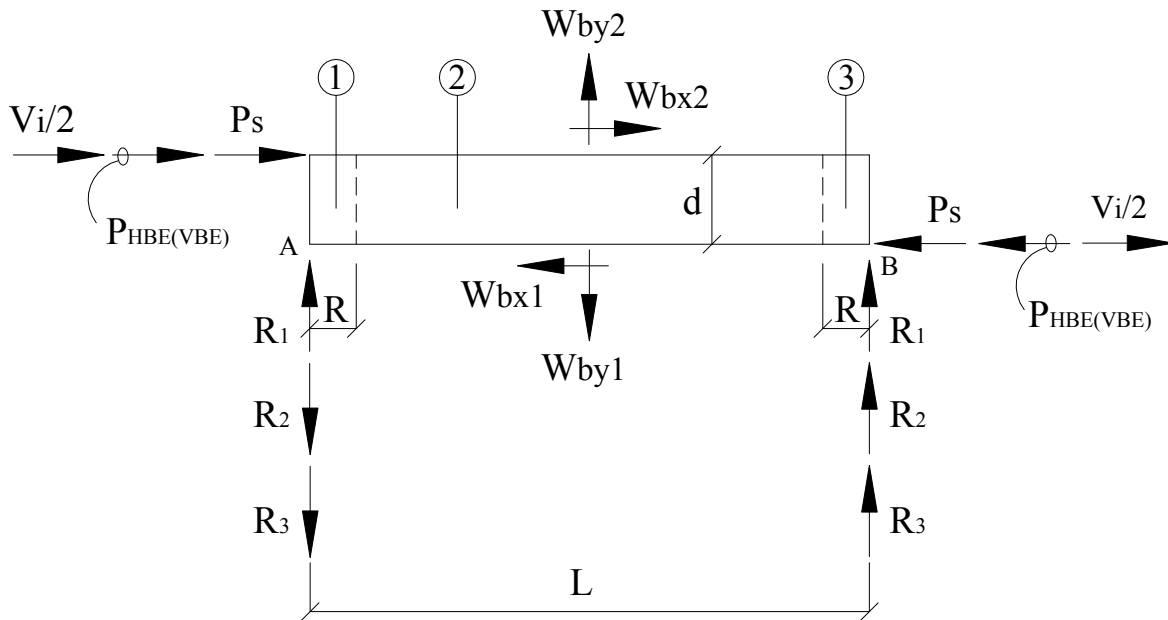 Wby2
1
2
3
Wbx2
Vi/2
Ps
d
PHBE(VBE)
A
Ps
Vi/2
B
Wbx1
R
R
PHBE(VBE)
R1
R1
Wby1
R2
R2
R3
R3
L